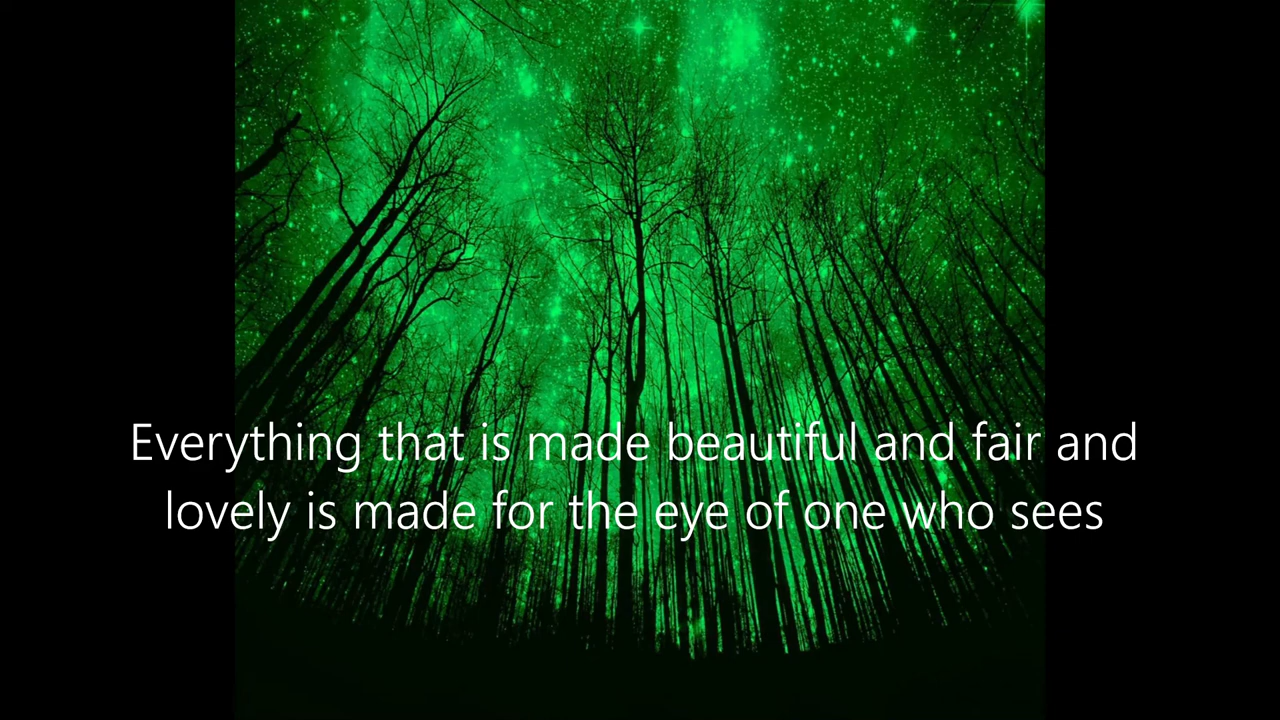 Everything that is made beautiful and fair and
lovely is made for the eye of one who sees